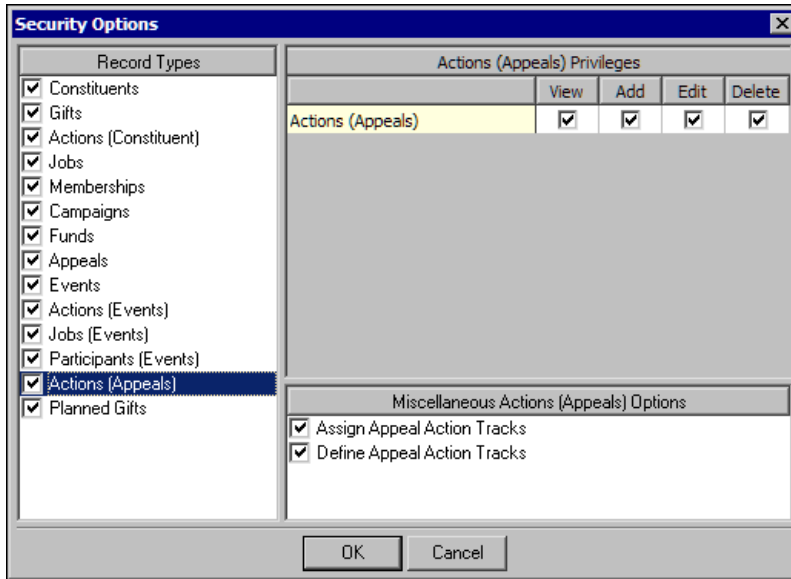 Security Options
Record Types
Constituents
Gifts
Actions (Constituent)
Jobs
Memberships
Campaigns
Funds
Appeals
Events
Actions (Events)
Jobs (Events)
Participants (Events)
Actions (Appeals)
Planned Gifts
Actions (Appeals) Privileges
View Add Edit Delete
Actions (Appeals)
Miscellaneous Actions (Appeals) Options
Assign Appeal Action Tracks
Define Appeal Action Tracks
OK Cancel